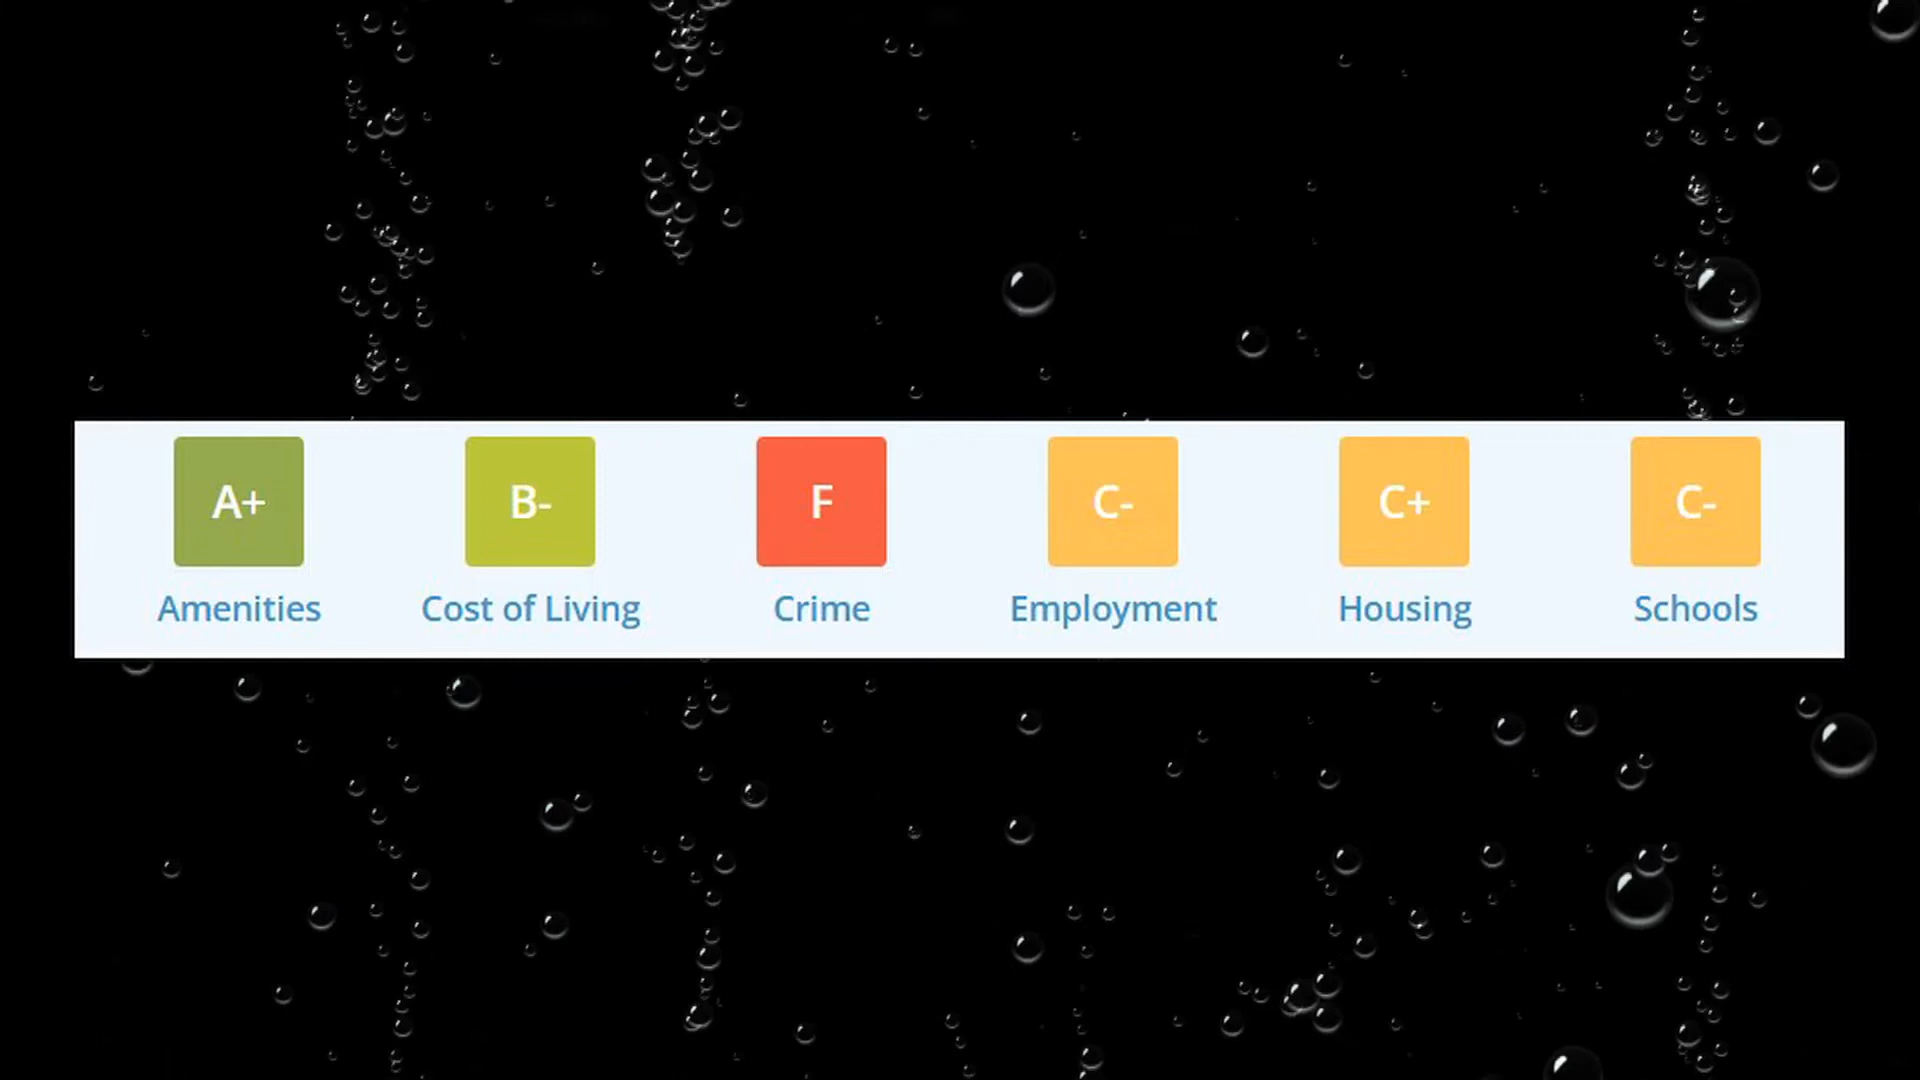 A+ B- F C- C+ C-
Amenities Cost of Living Crime Employment Housing Schools